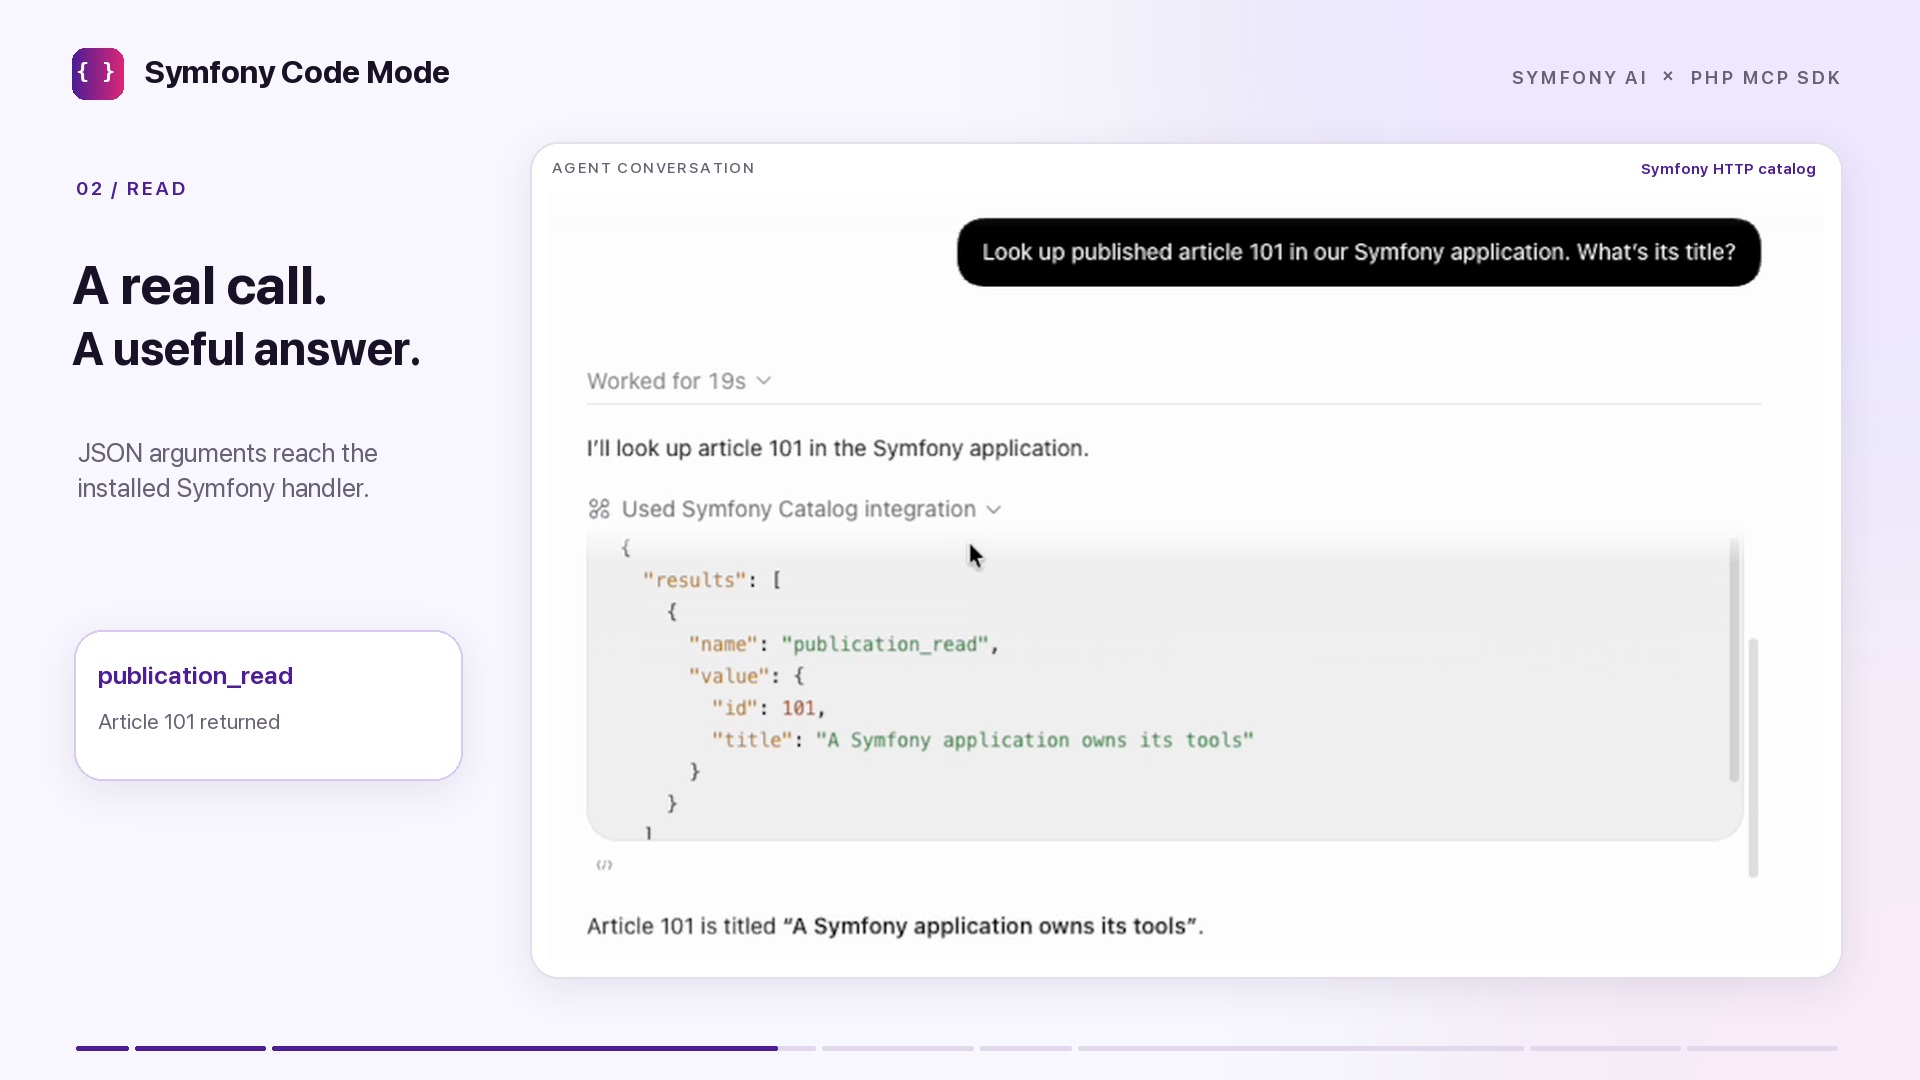 { }
Symfony Code Mode
SYMFONY AI × PHP MCP SDK
02 / READ
A real call.
A useful answer.
JSON arguments reach the
installed Symfony handler.
publication_read
Article 101 returned
AGENT CONVERSATION
Symfony HTTP catalog
Look up published article 101 in our Symfony application. What’s its title?
Worked for 19s
I’ll look up article 101 in the Symfony application.
Used Symfony Catalog integration
{
"results": [
{
"name": "publication_read",
"value": {
"id": 101,
"title": "A Symfony application owns its tools"
}
}
]
Article 101 is titled “A Symfony application owns its tools”.